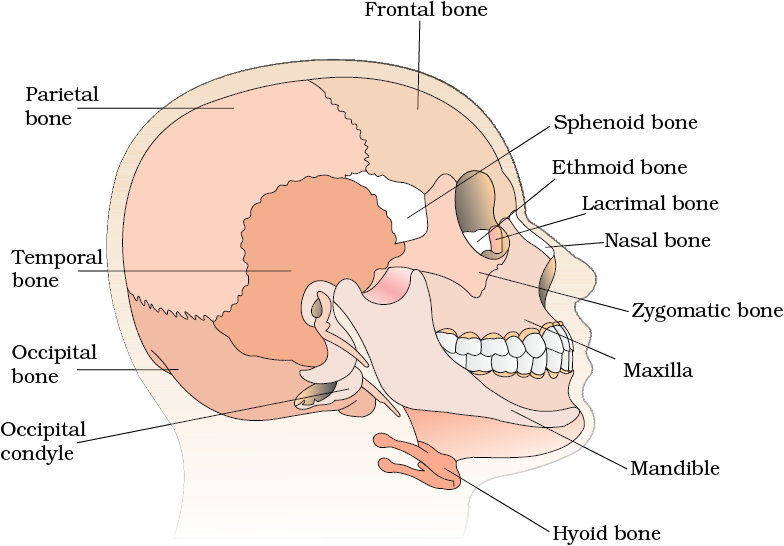 Frontal bone
Parietal
bone
Sphenoid bone
Ethmoid bone
Lacrimal bone
Nasal bone
Temporal
bone
Zygomatic bone
Occipital
bone
Maxilla
Occipital
condyle
Mandible
Hyoid bone